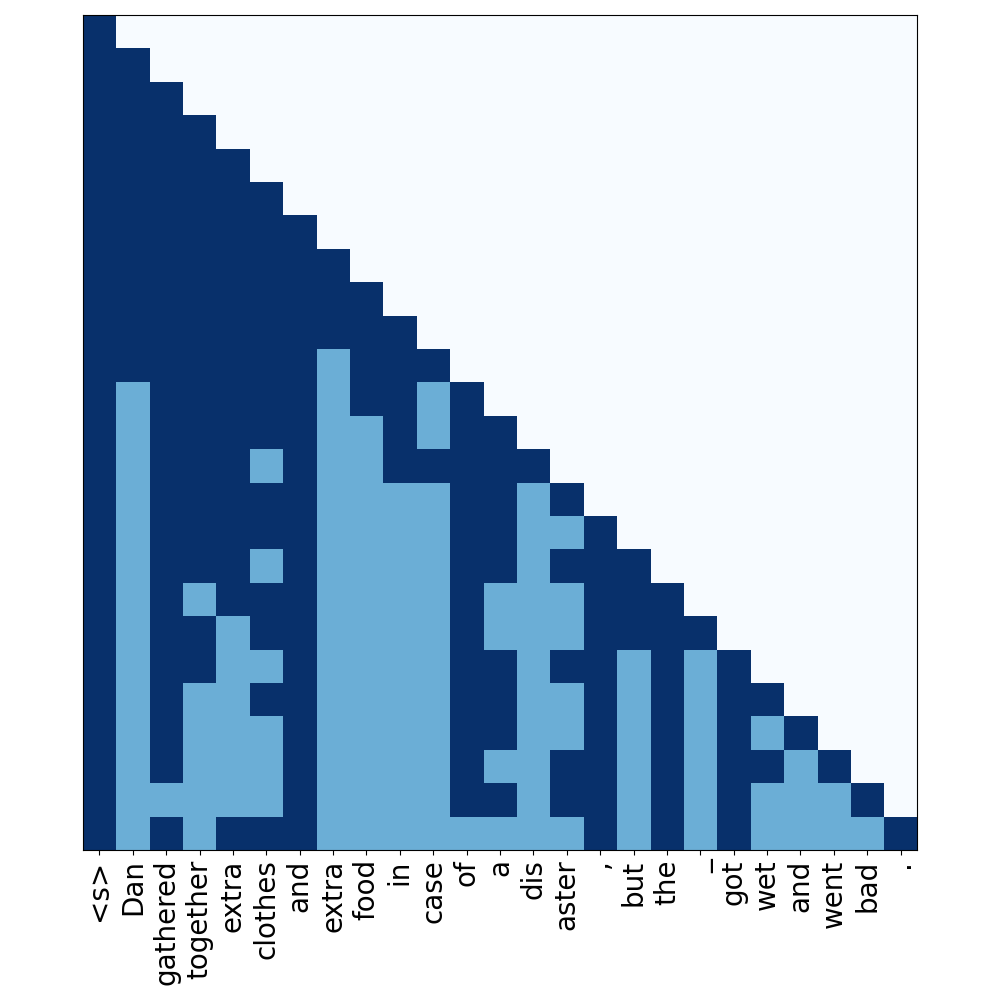 <s> Dan gathered together extra clothes and extra food in case of a dis aster , but the _ got wet and went bad .